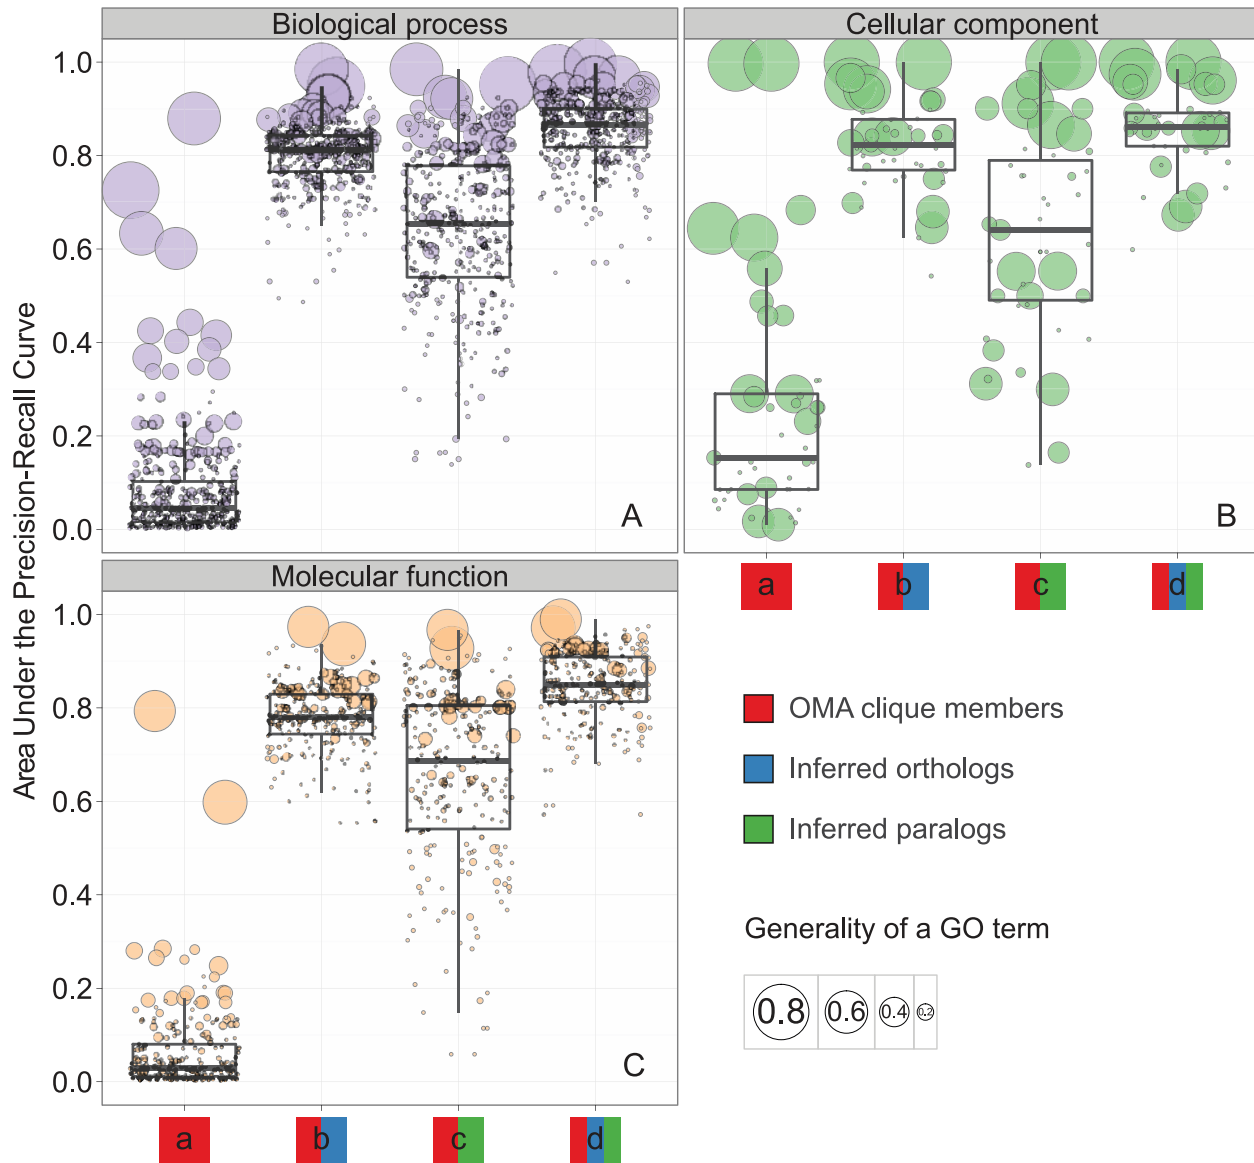 Biological process
Cellular component
Area Under the Precision-Recall Curve
1.0
0.8
0.6
0.4
0.2
0.0
A
B
a b c d
Molecular function
1.0
0.8
0.6
0.4
0.2
0.0
C
a b c d
OMA clique members
Inferred orthologs
Inferred paralogs
Generality of a GO term
0.8 0.6 0.4 0.2